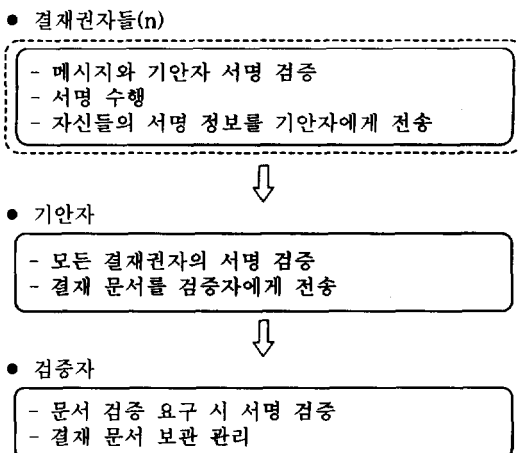 ● 결재권자들(n)
- 메시지와 기안자 서명 검증
- 서명 수행
- 자신들의 서명 정보를 기안자에게 전송
● 기안자
- 모든 결재권자의 서명 검증
- 결재 문서를 검증자에게 전송
● 검증자
- 문서 검증 요구 시 서명 검증
- 결재 문서 보관 관리